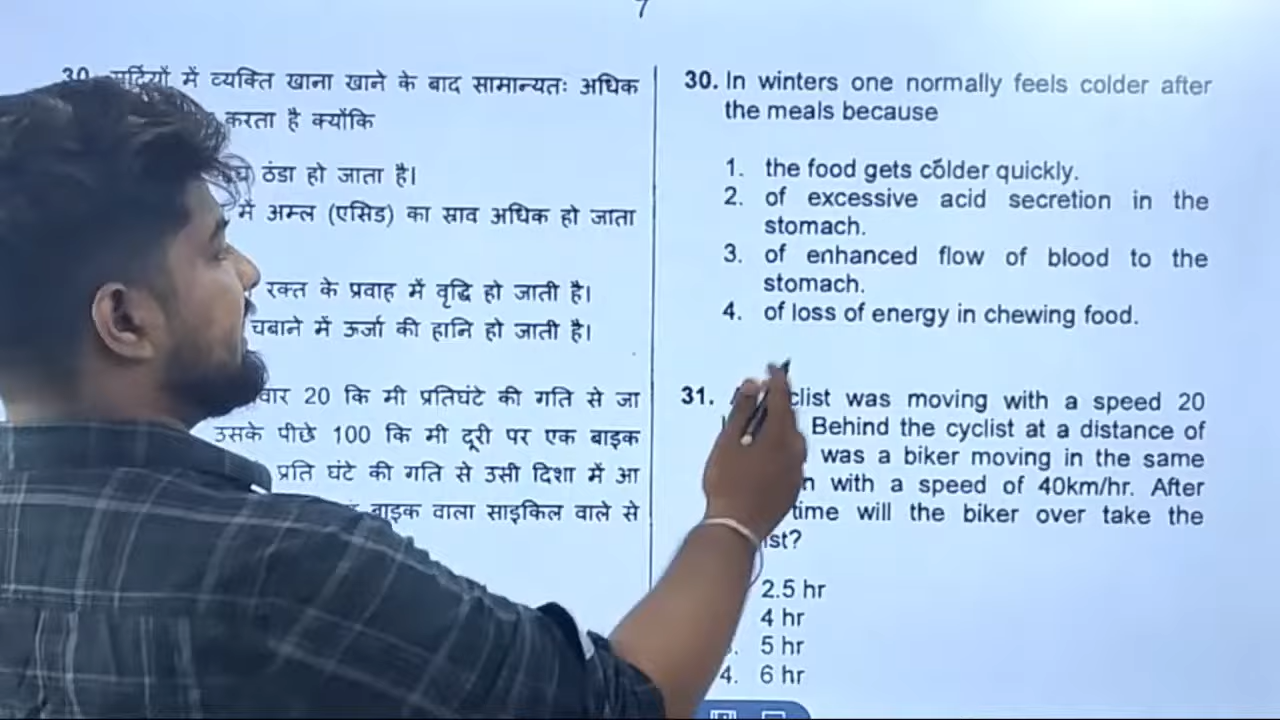 7
30. सर्दियों में व्यक्ति खाना खाने के बाद सामान्यतः अधिक
करता है क्योंकि
ठंडा हो जाता है।
में अम्ल (एसिड) का स्राव अधिक हो जाता
रक्त के प्रवाह में वृद्धि हो जाती है।
चबाने में ऊर्जा की हानि हो जाती है।
20 कि मी प्रतिघंटे की गति से जा
उसके पीछे 100 कि मी दूरी पर एक बाइक
प्रति घंटे की गति से उसी दिशा में आ
बाइक वाला साइकिल वाले से
30. In winters one normally feels colder after
the meals because
1. the food gets colder quickly.
2. of excessive acid secretion in the
stomach.
3. of enhanced flow of blood to the
stomach.
4. of loss of energy in chewing food.
31. was moving with a speed 20
Behind the cyclist at a distance of
was a biker moving in the same
with a speed of 40km/hr. After
time will the biker over take the
2.5 hr
4 hr
5 hr
4. 6 hr